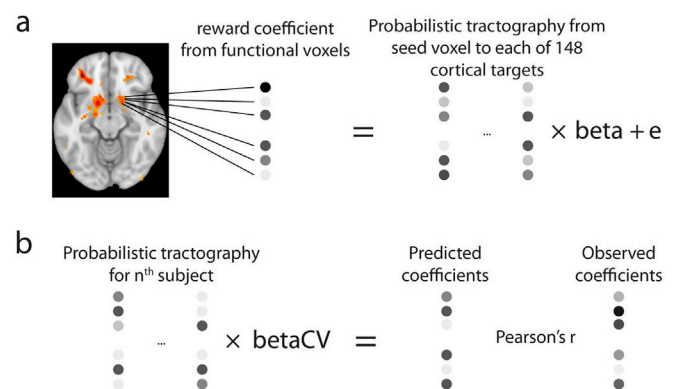 a
reward coefficient
from functional voxels
Probabilistic tractography from
seed voxel to each of 148
cortical targets
=
...
× beta + e
b
Probabilistic tractography
for nth subject
...
× betaCV
=
Predicted
coefficients
Pearson's r
Observed
coefficients